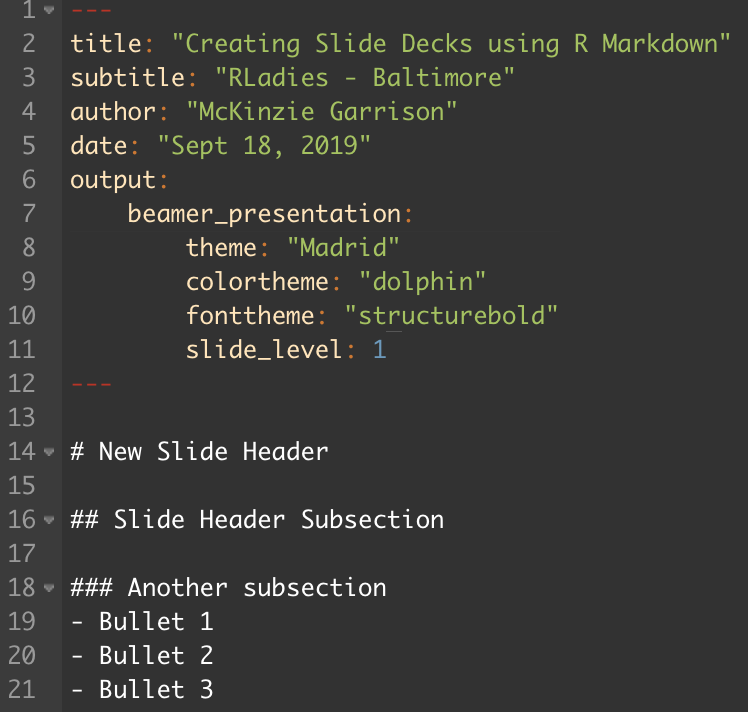 1 ---
2 title: "Creating Slide Decks using R Markdown"
3 subtitle: "RLadies - Baltimore"
4 author: "McKinzie Garrison"
5 date: "Sept 18, 2019"
6 output:
7     beamer_presentation:
8         theme: "Madrid"
9         colortheme: "dolphin"
10         fonttheme: "structurebold"
11         slide_level: 1
12 ---
13
14 # New Slide Header
15
16 ## Slide Header Subsection
17
18 ### Another subsection
19 - Bullet 1
20 - Bullet 2
21 - Bullet 3